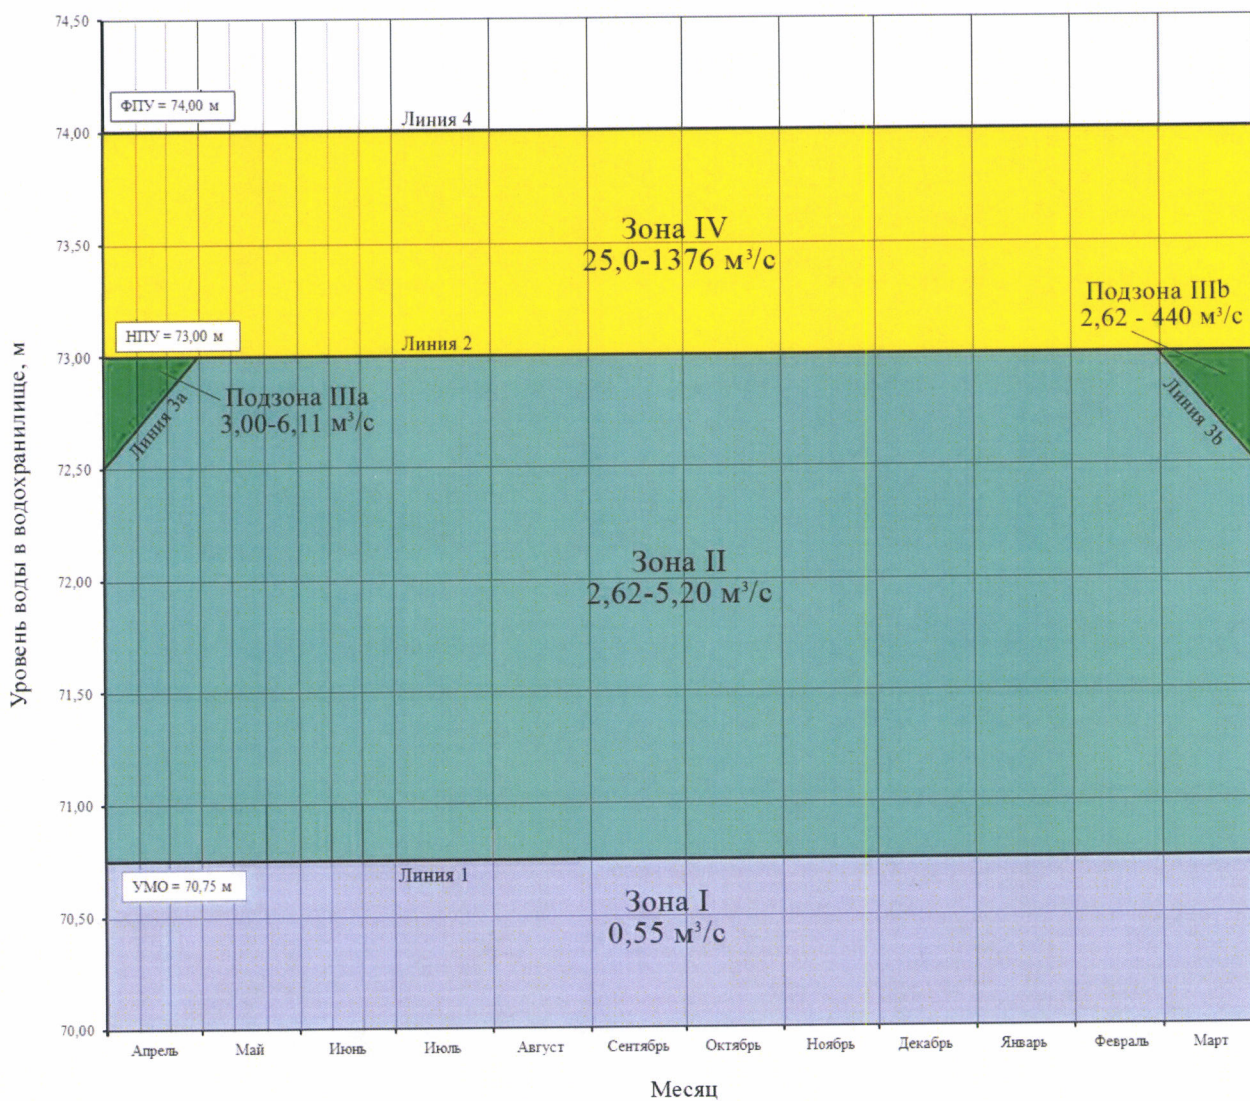 74,50
ФПУ = 74,00 м
Линия 4
74,00
Зона IV
25,0-1376 м³/с
73,50
Подзона IIIb
2,62 - 440 м³/с
НПУ = 73,00 м
Линия 2
73,00
Подзона IIIa
3,00-6,11 м³/с
Линия 3a
Линия 3b
72,50
Зона II
2,62-5,20 м³/с
72,00
71,50
71,00
Линия 1
УМО = 70,75 м
Зона I
0,55 м³/с
70,50
70,00
Уровень воды в водохранилище, м
Апрель Май Июнь Июль Август Сентябрь Октябрь Ноябрь Декабрь Январь Февраль Март
Месяц